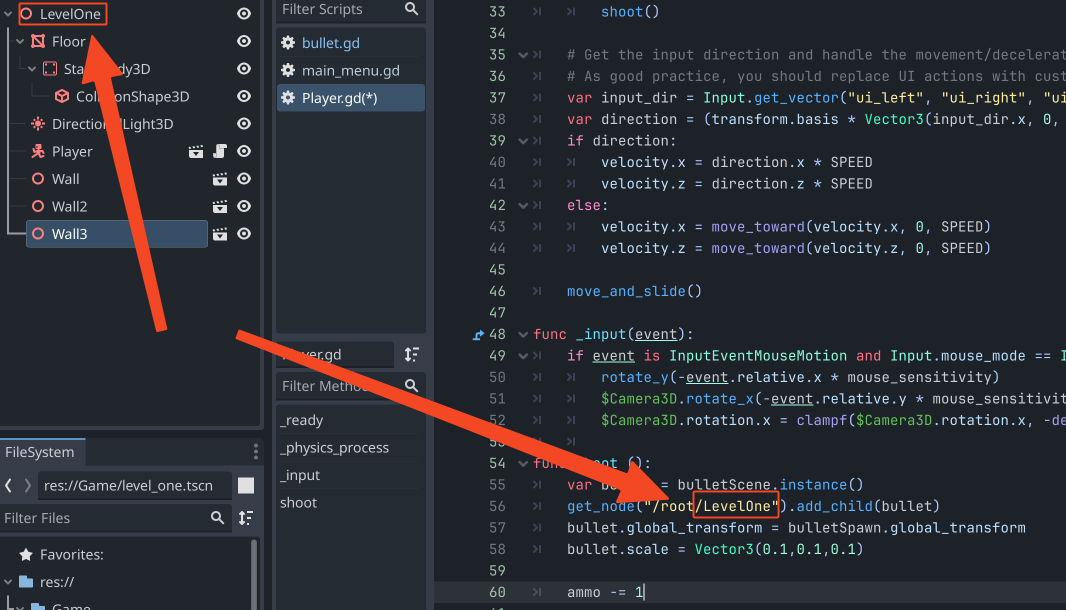 LevelOne
Floor
CollisionShape3D
Player
Wall
Wall2
Wall3
FileSystem
res://Game/level_one.tscn
Filter Files
Favorites:
res://
Game
Filter Scripts
bullet.gd
main_menu.gd
Player.gd(*)
Filter
_ready
_physics_process
_input
shoot
33 shoot()
34
35 # Get the input direction and handle the movement/decelerat
36 # As good practice, you should replace UI actions with cust
37 var input_dir = Input.get_vector("ui_left", "ui_right", "ui
38 var direction = (transform.basis * Vector3(input_dir.x, 0,
39 if direction:
40 velocity.x = direction.x * SPEED
41 velocity.z = direction.z * SPEED
42 else:
43 velocity.x = move_toward(velocity.x, 0, SPEED)
44 velocity.z = move_toward(velocity.z, 0, SPEED)
45
46 move_and_slide()
47
48 func _input(event):
49 if event is InputEventMouseMotion and Input.mouse_mode == I
50 rotate_y(-event.relative.x * mouse_sensitivity)
51 $Camera3D.rotate_x(-event.relative.y * mouse_sensitivit
52 $Camera3D.rotation.x = clampf($Camera3D.rotation.x, -de
53
54 ():
55 var = bulletScene.instance()
56 get_node("/root/LevelOne").add_child(bullet)
57 bullet.global_transform = bulletSpawn.global_transform
58 bullet.scale = Vector3(0.1,0.1,0.1)
59
60 ammo -= 1